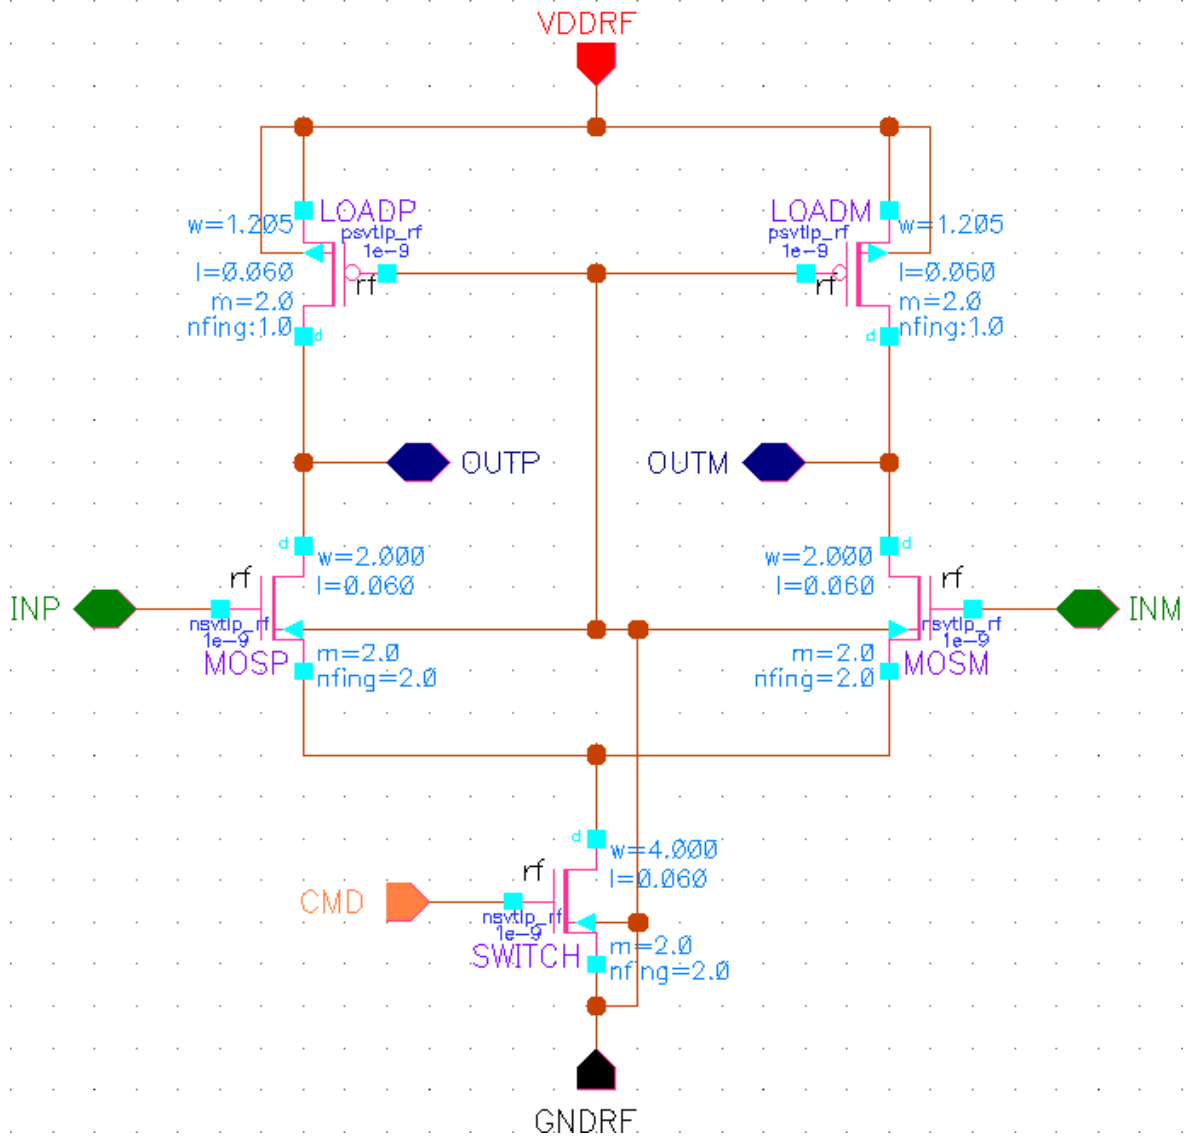 VDDRF
LOADP
w=1.205
psvtlp_rf
1e-9
l=0.060
rf
m=2.0
nfing:1.0
d
LOADM
w=1.205
psvtlp_rf
1e-9
l=0.060
rf
m=2.0
nfing:1.0
d
OUTP
OUTM
d
w=2.000
rf
l=0.060
INP
nsvtlp_rf
1e-9
MOSP
m=2.0
nfing=2.0
w=2.000
d
l=0.060
rf
INM
nsvtlp_rf
1e-9
m=2.0
MOSM
nfing=2.0
d
w=4.000
rf
l=0.060
CMD
nsvtlp_rf
1e-9
SWITCH
m=2.0
nfing=2.0
GNDRF